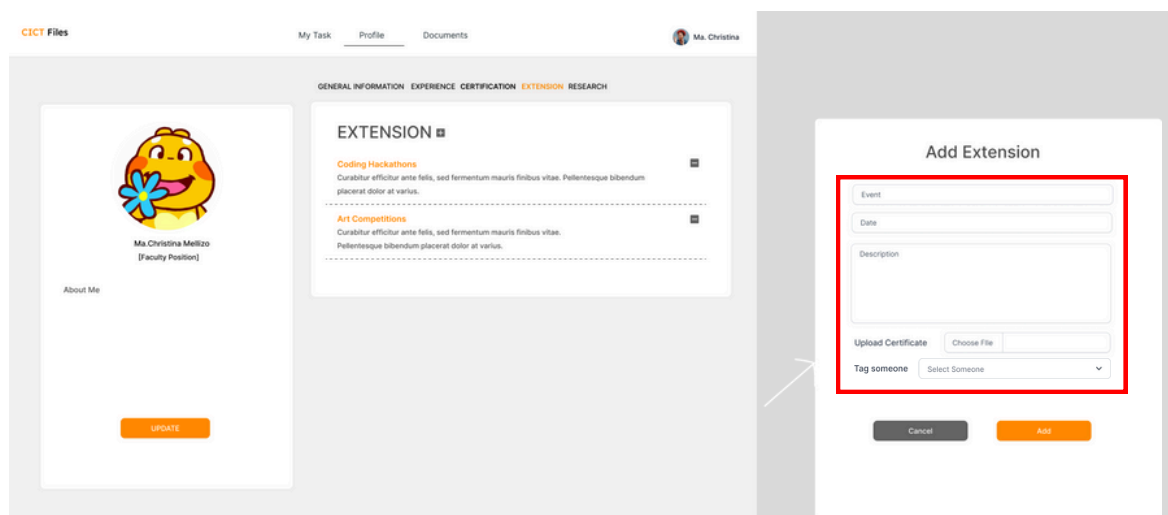 CICT Files
My Task Profile Documents
Ma. Christina
GENERAL INFORMATION EXPERIENCE CERTIFICATION EXTENSION RESEARCH
Ma.Christina Mellizo
[Faculty Position]
About Me
UPDATE
EXTENSION
Coding Hackathons
Curabitur efficitur ante felis, sed fermentum mauris finibus vitae. Pellentesque bibendum
placerat dolor at varius.
Art Competitions
Curabitur efficitur ante felis, sed fermentum mauris finibus vitae.
Pellentesque bibendum placerat dolor at varius.
Add Extension
Event
Date
Description
Upload Certificate Choose File
Tag someone Select Someone
Cancel Add